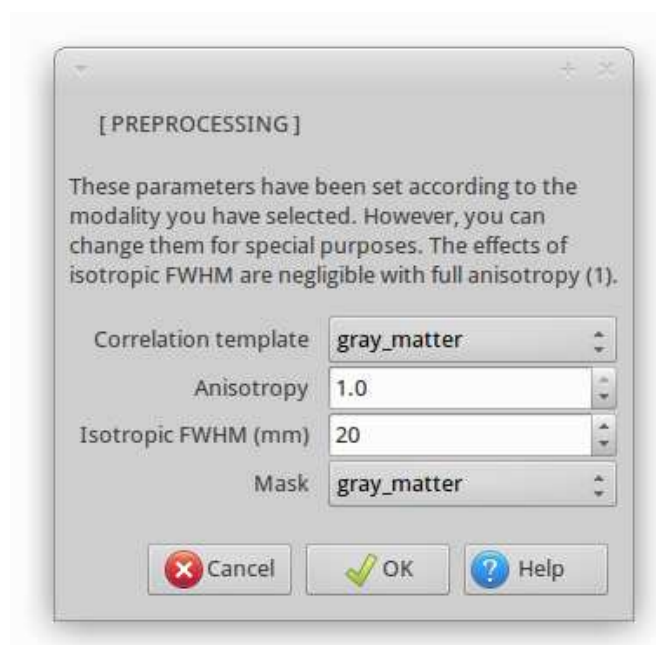 [ PREPROCESSING ]
These parameters have been set according to the
modality you have selected. However, you can
change them for special purposes. The effects of
isotropic FWHM are negligible with full anisotropy (1).
Correlation template gray_matter
Anisotropy 1.0
Isotropic FWHM (mm) 20
Mask gray_matter
Cancel OK Help